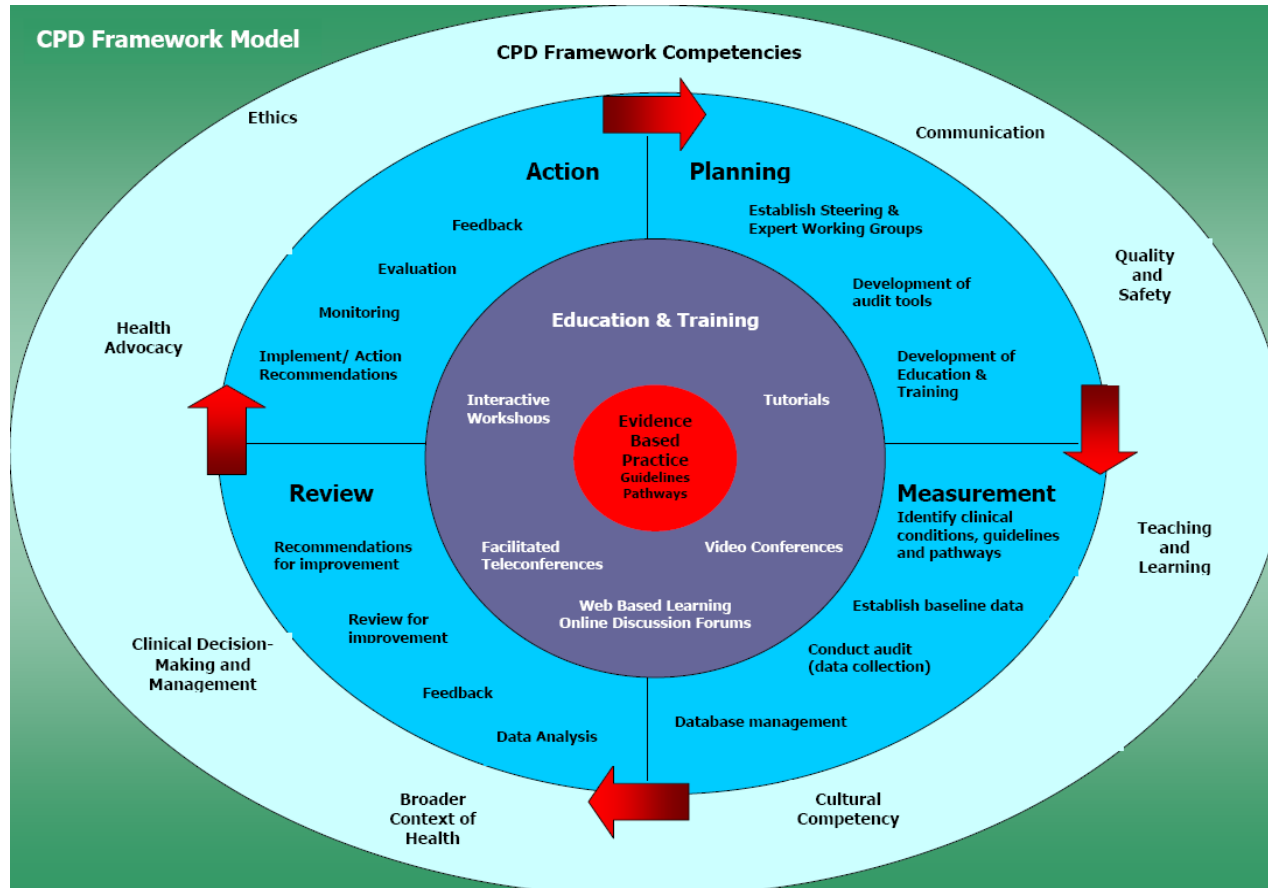 CPD Framework Model
CPD Framework Competencies
Ethics
Communication
Quality
and
Safety
Teaching
and
Learning
Cultural
Competency
Broader
Context of
Health
Clinical Decision-
Making and
Management
Health
Advocacy
Action
Feedback
Evaluation
Monitoring
Implement/ Action
Recommendations
Planning
Establish Steering &
Expert Working Groups
Development of
audit tools
Development of
Education &
Training
Measurement
Identify clinical
conditions, guidelines
and pathways
Establish baseline data
Conduct audit
(data collection)
Database management
Review
Recommendations
for improvement
Review for
improvement
Feedback
Data Analysis
Education & Training
Interactive
Workshops
Tutorials
Facilitated
Teleconferences
Video Conferences
Web Based Learning
Online Discussion Forums
Evidence
Based
Practice
Guidelines
Pathways